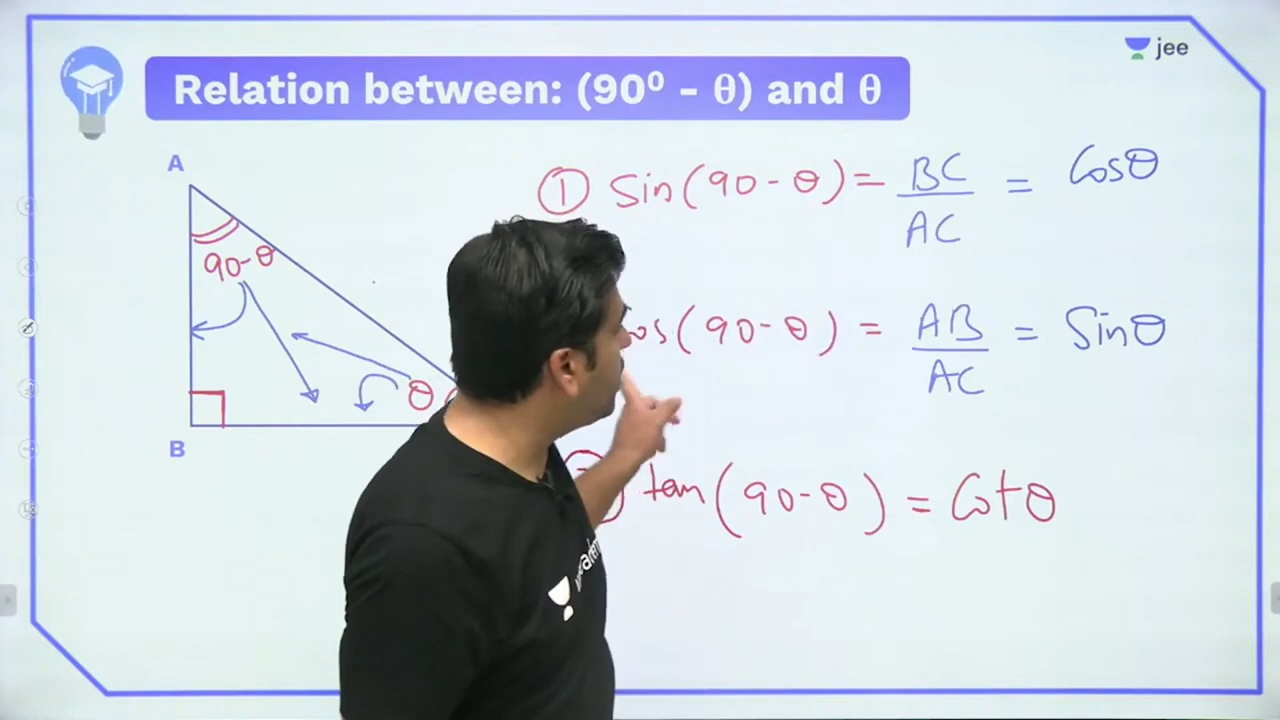 jee
Relation between: (90⁰ - θ) and θ
A
90-θ
θ
B
① Sin(90-θ) = BC/AC = Cosθ
(90-θ) = AB/AC = Sinθ
tan(90-θ) = Cotθ